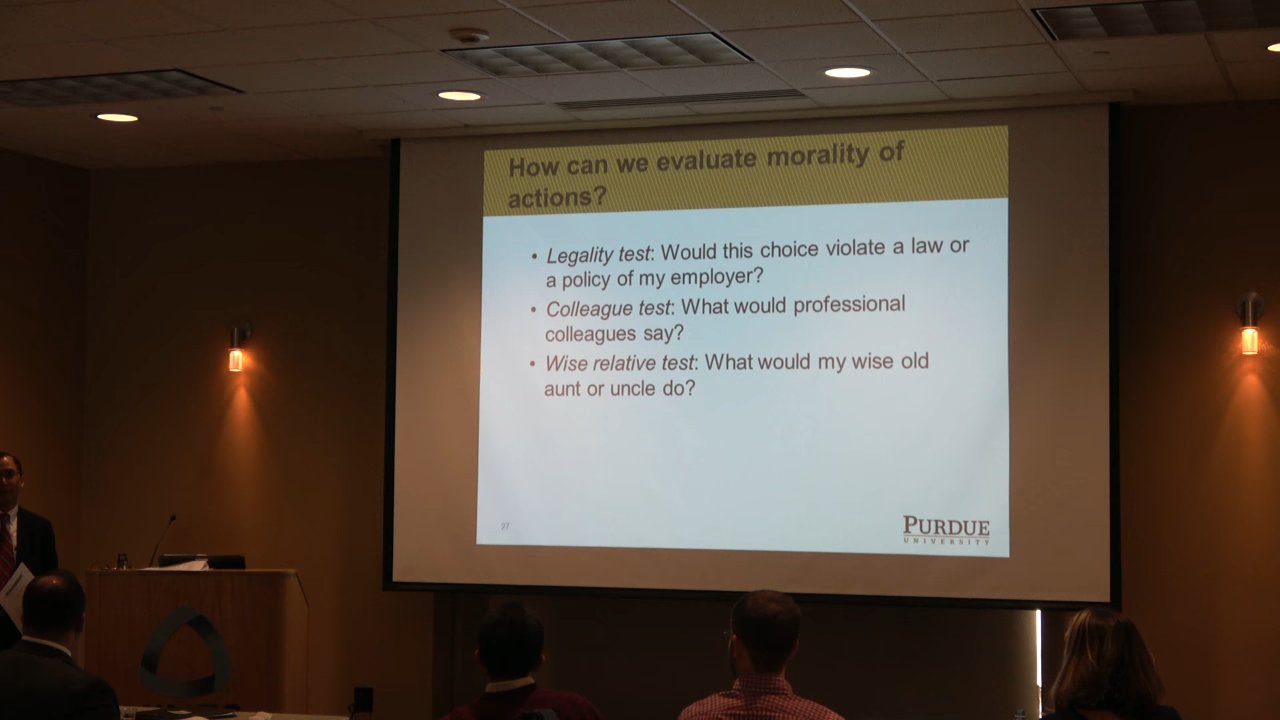 How can we evaluate morality of
actions?
• Legality test: Would this choice violate a law or
a policy of my employer?
• Colleague test: What would professional
colleagues say?
• Wise relative test: What would my wise old
aunt or uncle do?
27
PURDUE
UNIVERSITY